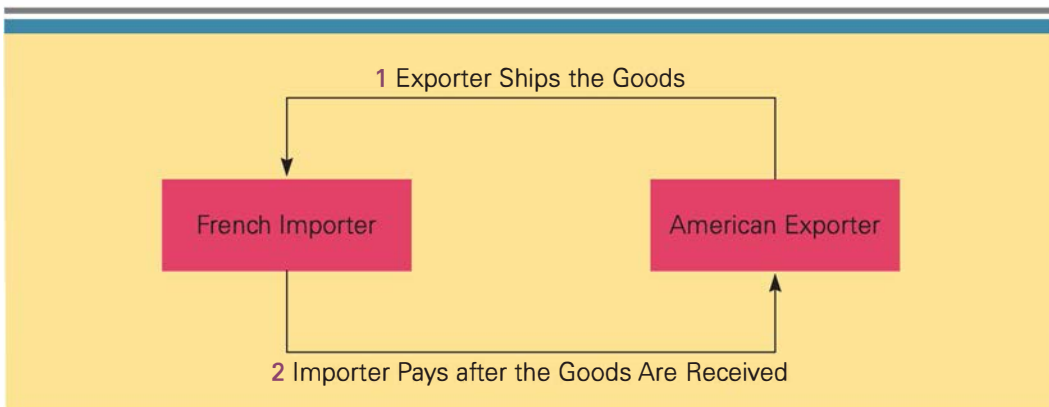 1 Exporter Ships the Goods
French Importer
American Exporter
2 Importer Pays after the Goods Are Received